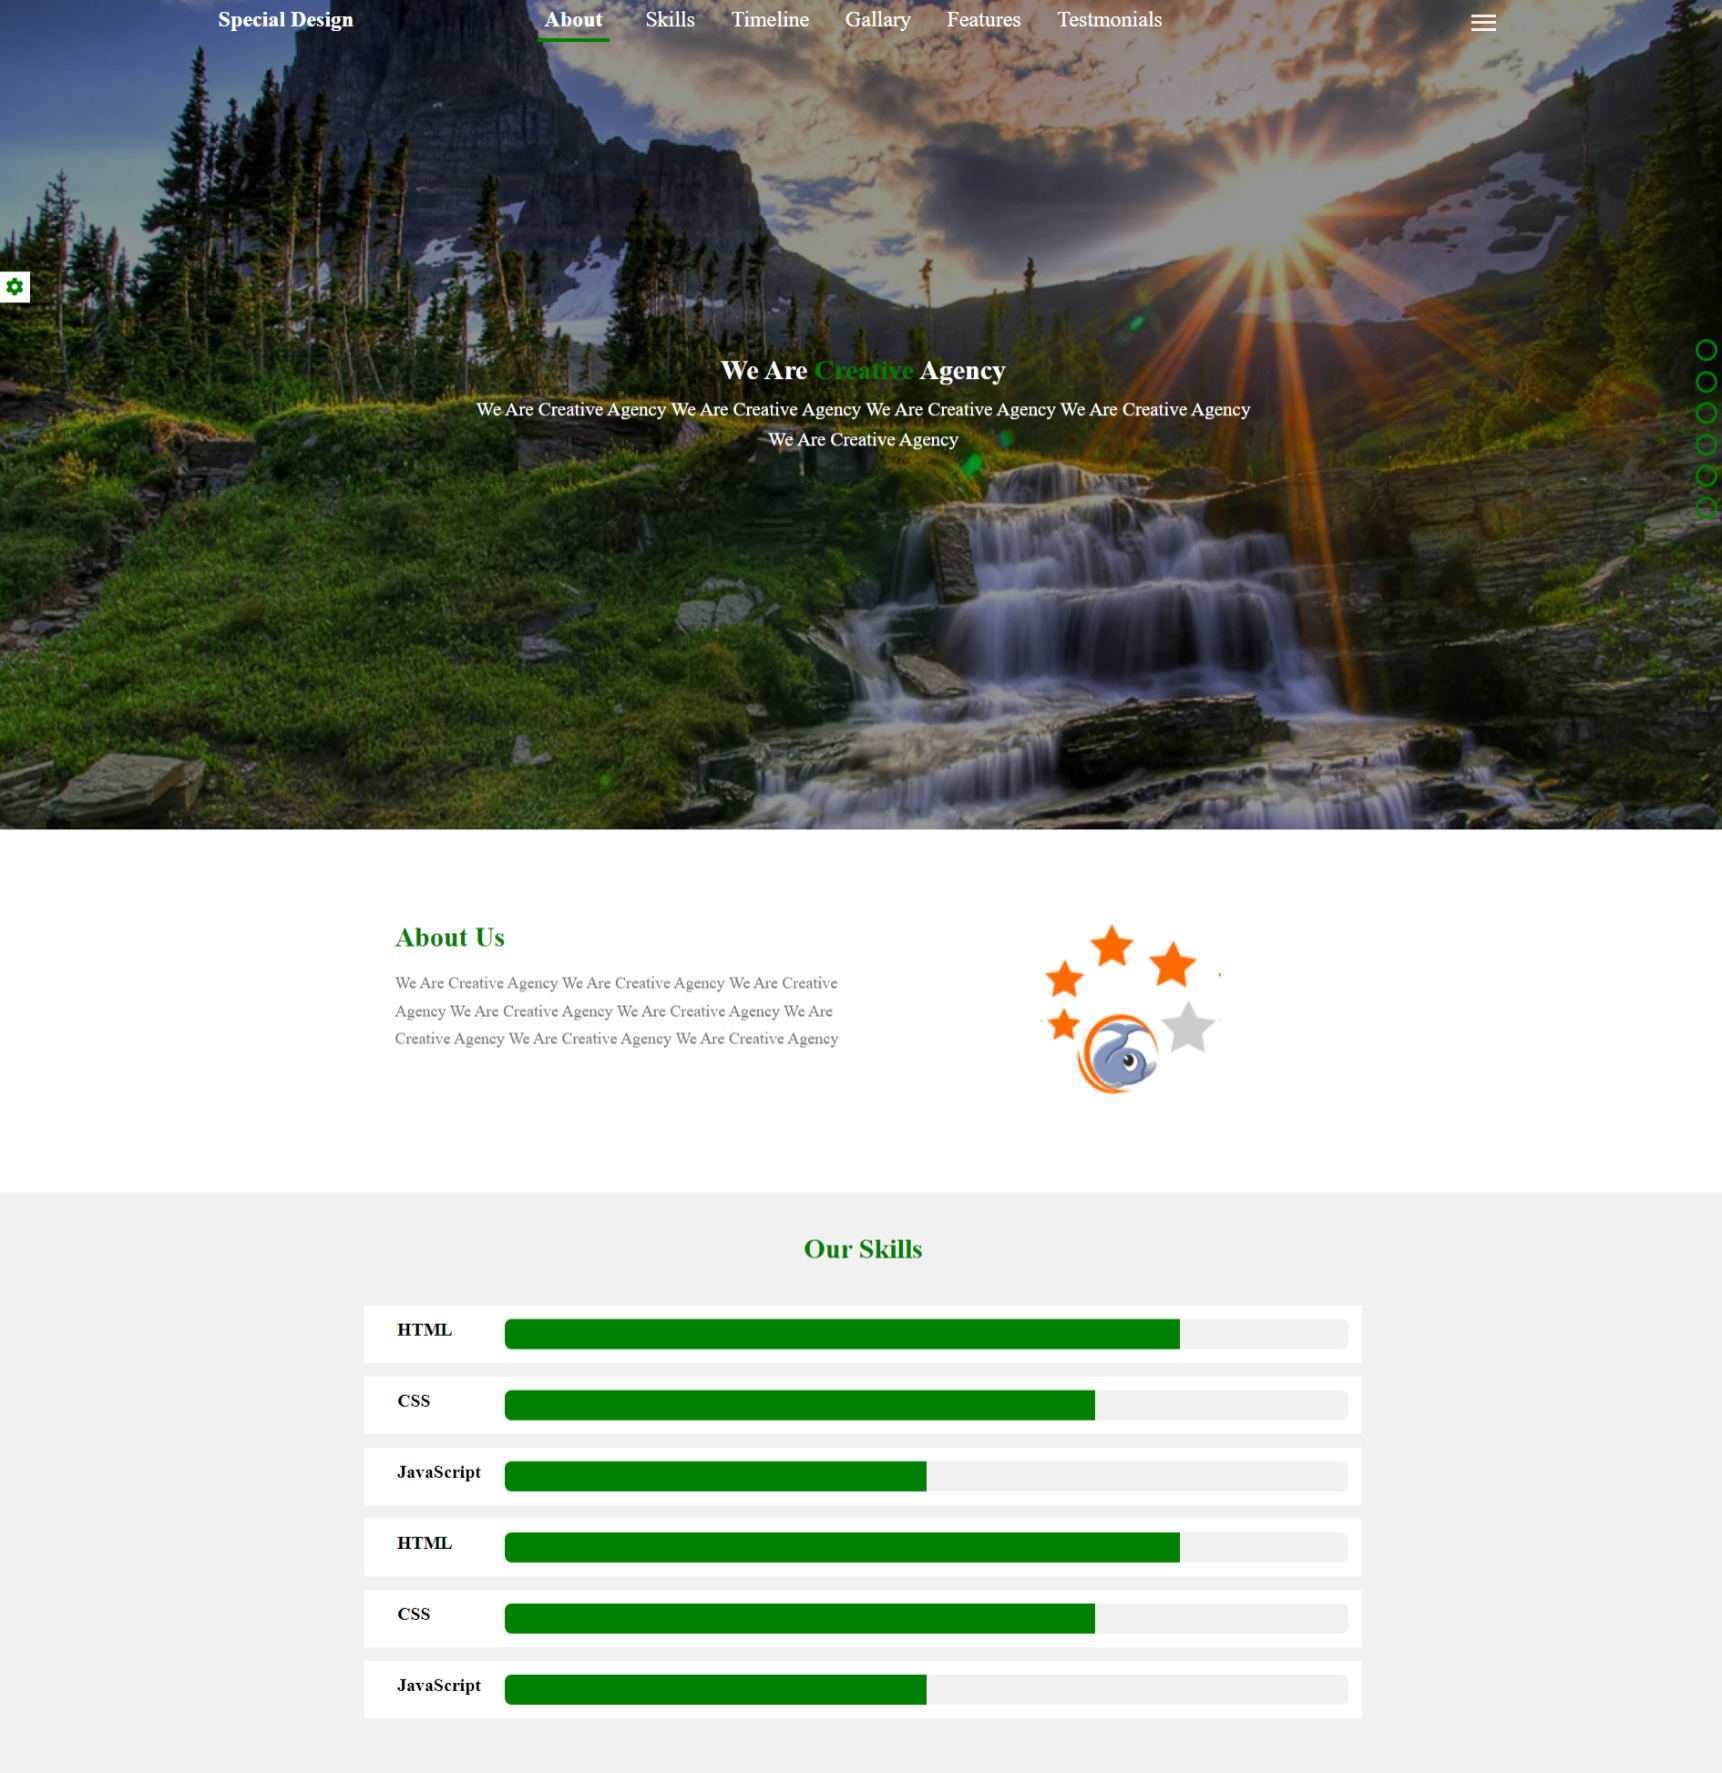 Special Design
About
Skills
Timeline
Gallary
Features
Testmonials
We Are Creative Agency
We Are Creative Agency We Are Creative Agency We Are Creative Agency We Are Creative Agency
We Are Creative Agency
About Us
We Are Creative Agency We Are Creative Agency We Are Creative
Agency We Are Creative Agency We Are Creative Agency We Are
Creative Agency We Are Creative Agency We Are Creative Agency
Our Skills
HTML
CSS
JavaScript
HTML
CSS
JavaScript